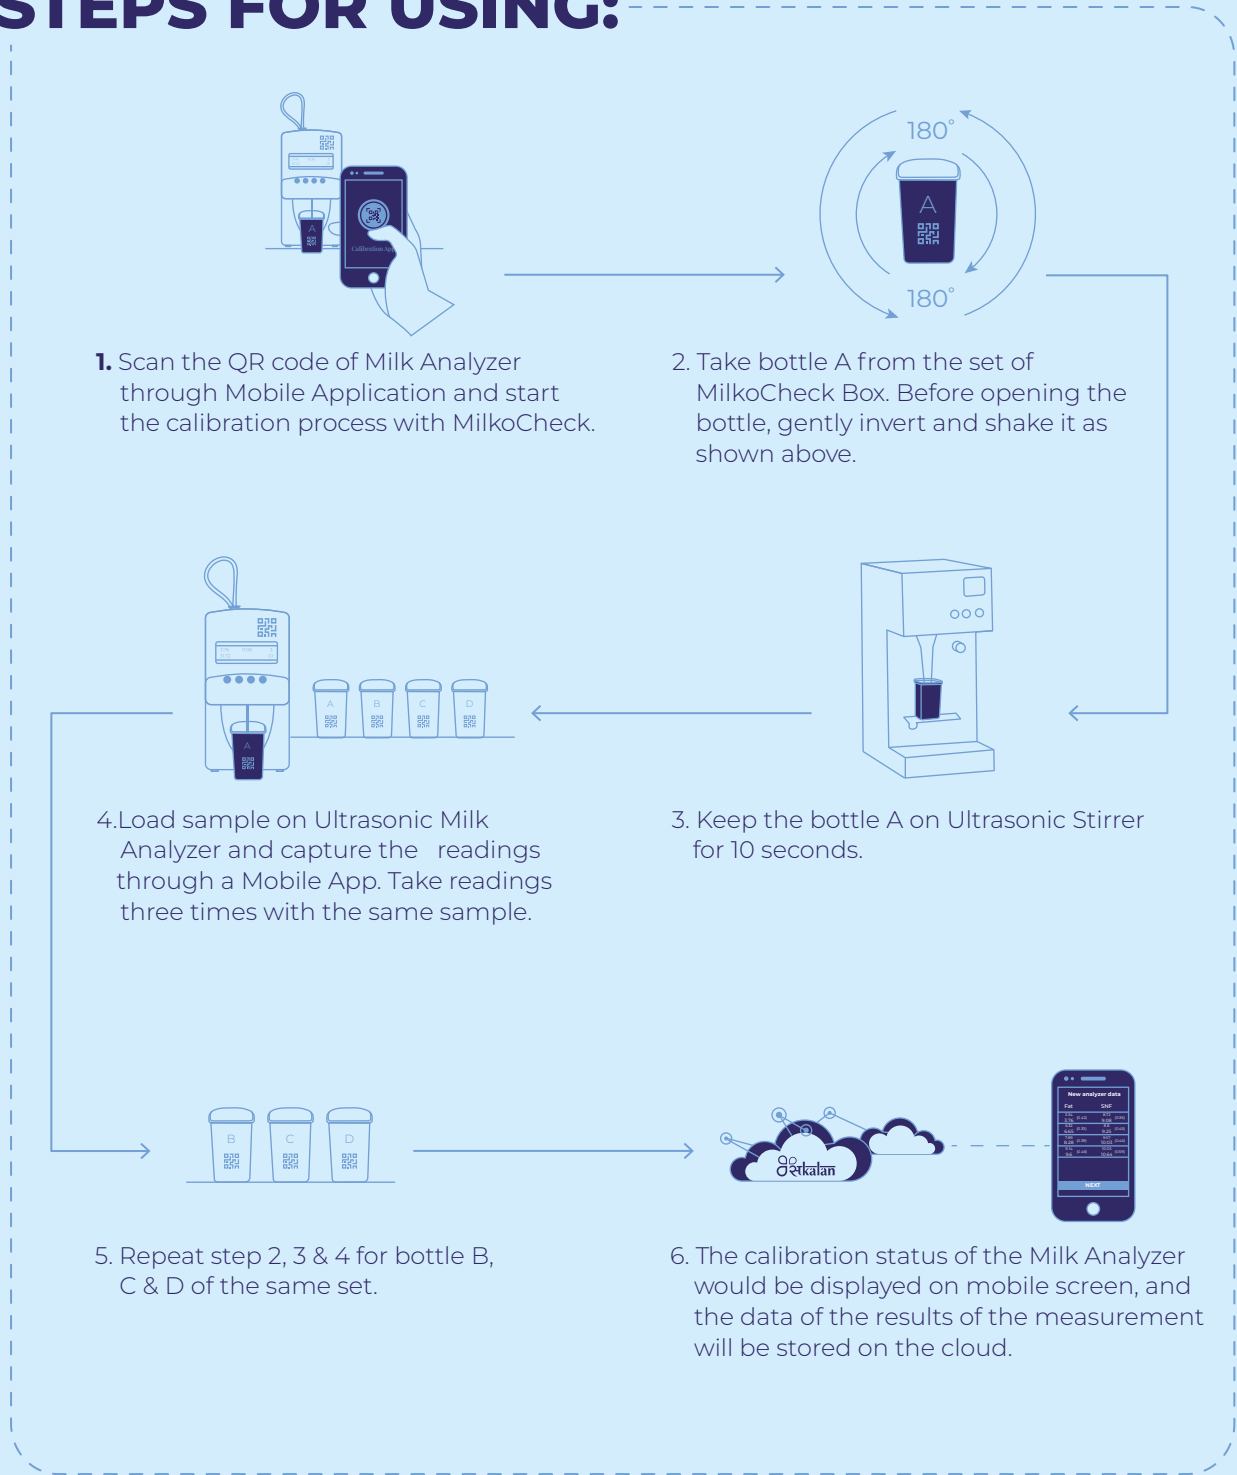 STEPS FOR USING:
Calibration App
A
180°
A
180°
1. Scan the QR code of Milk Analyzer
through Mobile Application and start
the calibration process with MilkoCheck.
2. Take bottle A from the set of
MilkoCheck Box. Before opening the
bottle, gently invert and shake it as
shown above.
A B C D
A
3. Keep the bottle A on Ultrasonic Stirrer
for 10 seconds.
4.Load sample on Ultrasonic Milk
Analyzer and capture the readings
through a Mobile App. Take readings
three times with the same sample.
B C D
New analyzer data
Fat SNF
NEXT
5. Repeat step 2, 3 & 4 for bottle B,
C & D of the same set.
6. The calibration status of the Milk Analyzer
would be displayed on mobile screen, and
the data of the results of the measurement
will be stored on the cloud.